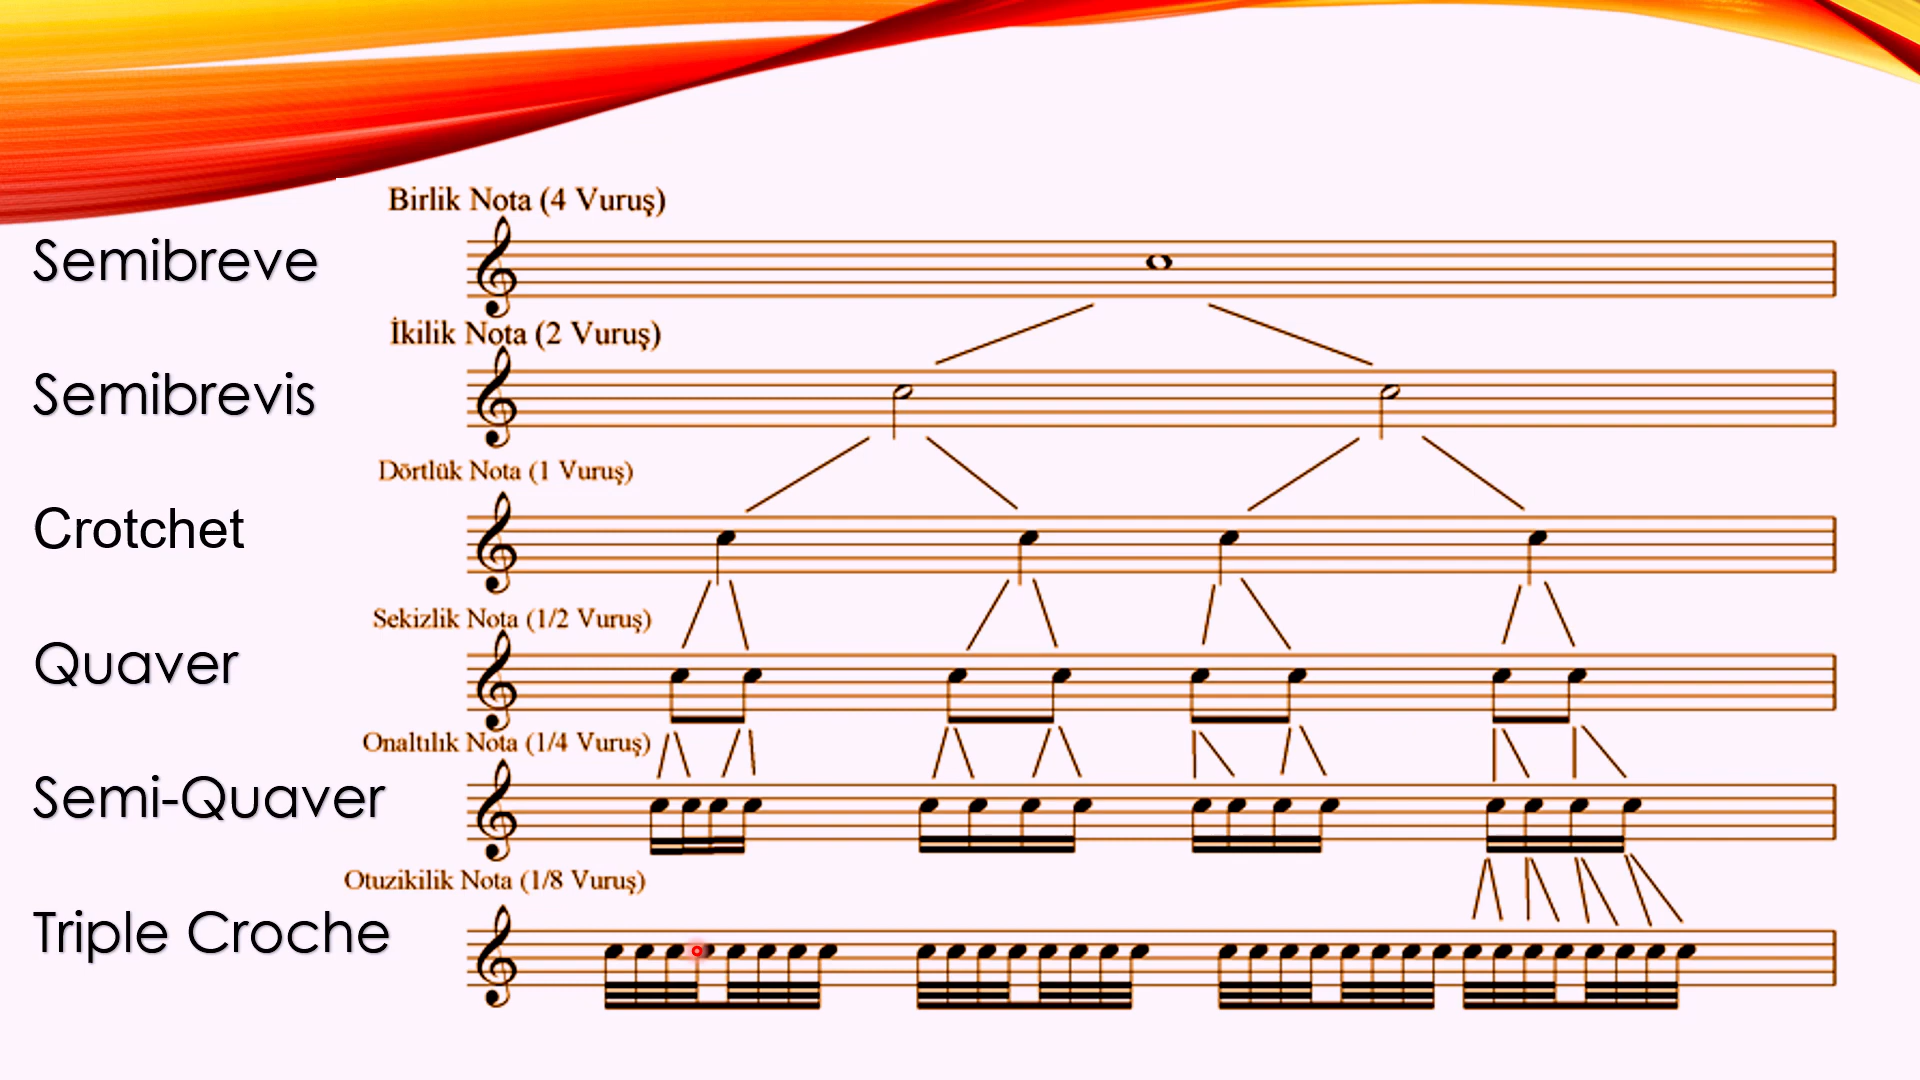 Birlik Nota (4 Vuruş)
Semibreve
İkilik Nota (2 Vuruş)
Semibrevis
Dörtlük Nota (1 Vuruş)
Crotchet
Sekizlik Nota (1/2 Vuruş)
Quaver
Onaltılık Nota (1/4 Vuruş)
Semi-Quaver
Otuzikilik Nota (1/8 Vuruş)
Triple Croche